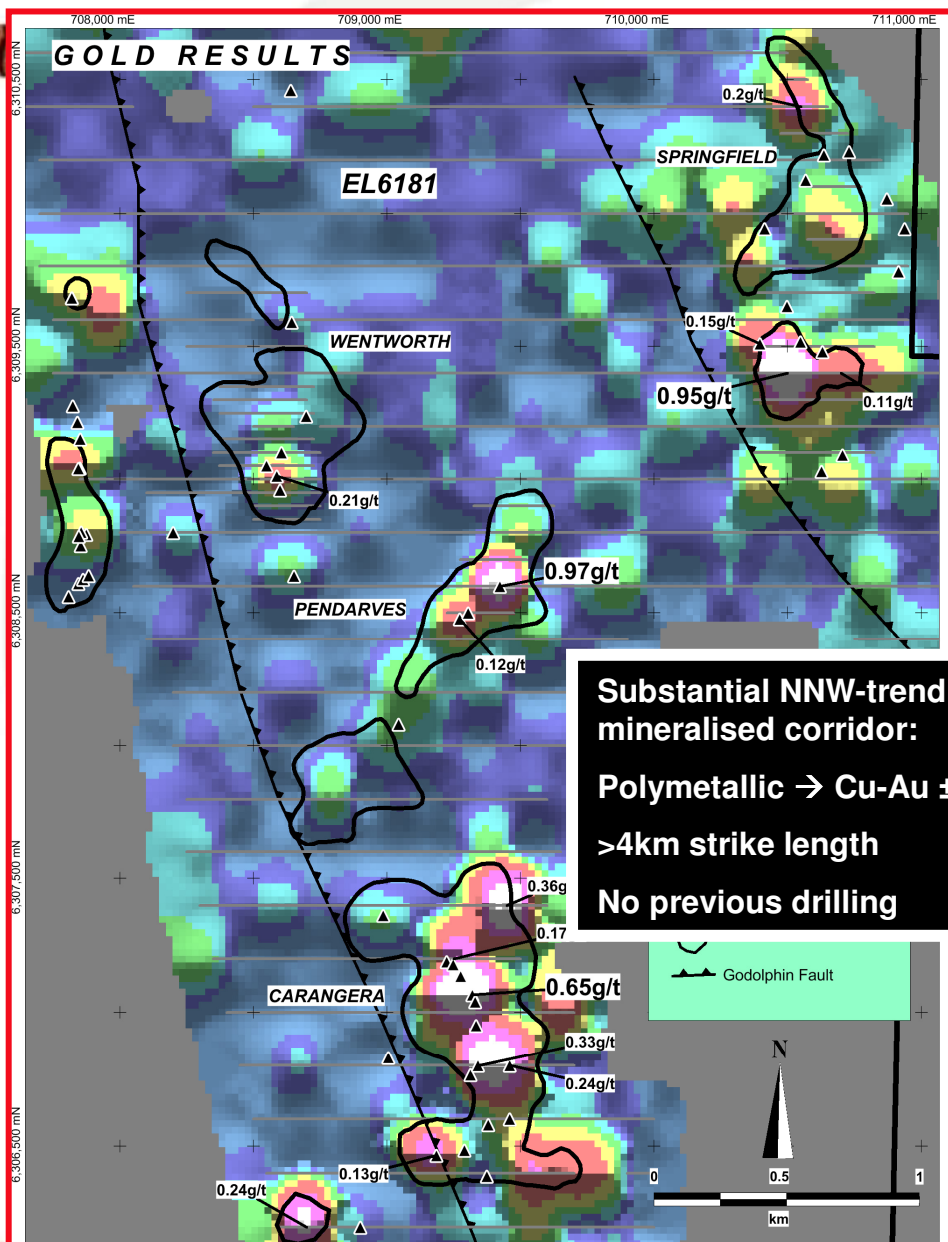 708,000 mE
709,000 mE
710,000 mE
711,000 mE
GOLD RESULTS
6,310,500 mN
0.2g/t
SPRINGFIELD
EL6181
0.15g/t
WENTWORTH
6,309,500 mN
0.95g/t
0.11g/t
0.21g/t
0.97g/t
PENDARVES
6,308,500 mN
0.12g/t
Substantial NNW-trend
mineralised corridor:
Polymetallic → Cu-Au ±
>4km strike length
No previous drilling
6,307,500 mN
0.36g
0.17
Godolphin Fault
CARANGERA
0.65g/t
0.33g/t
N
0.24g/t
6,306,500 mN
0.13g/t
0.24g/t
0
0.5
1
km